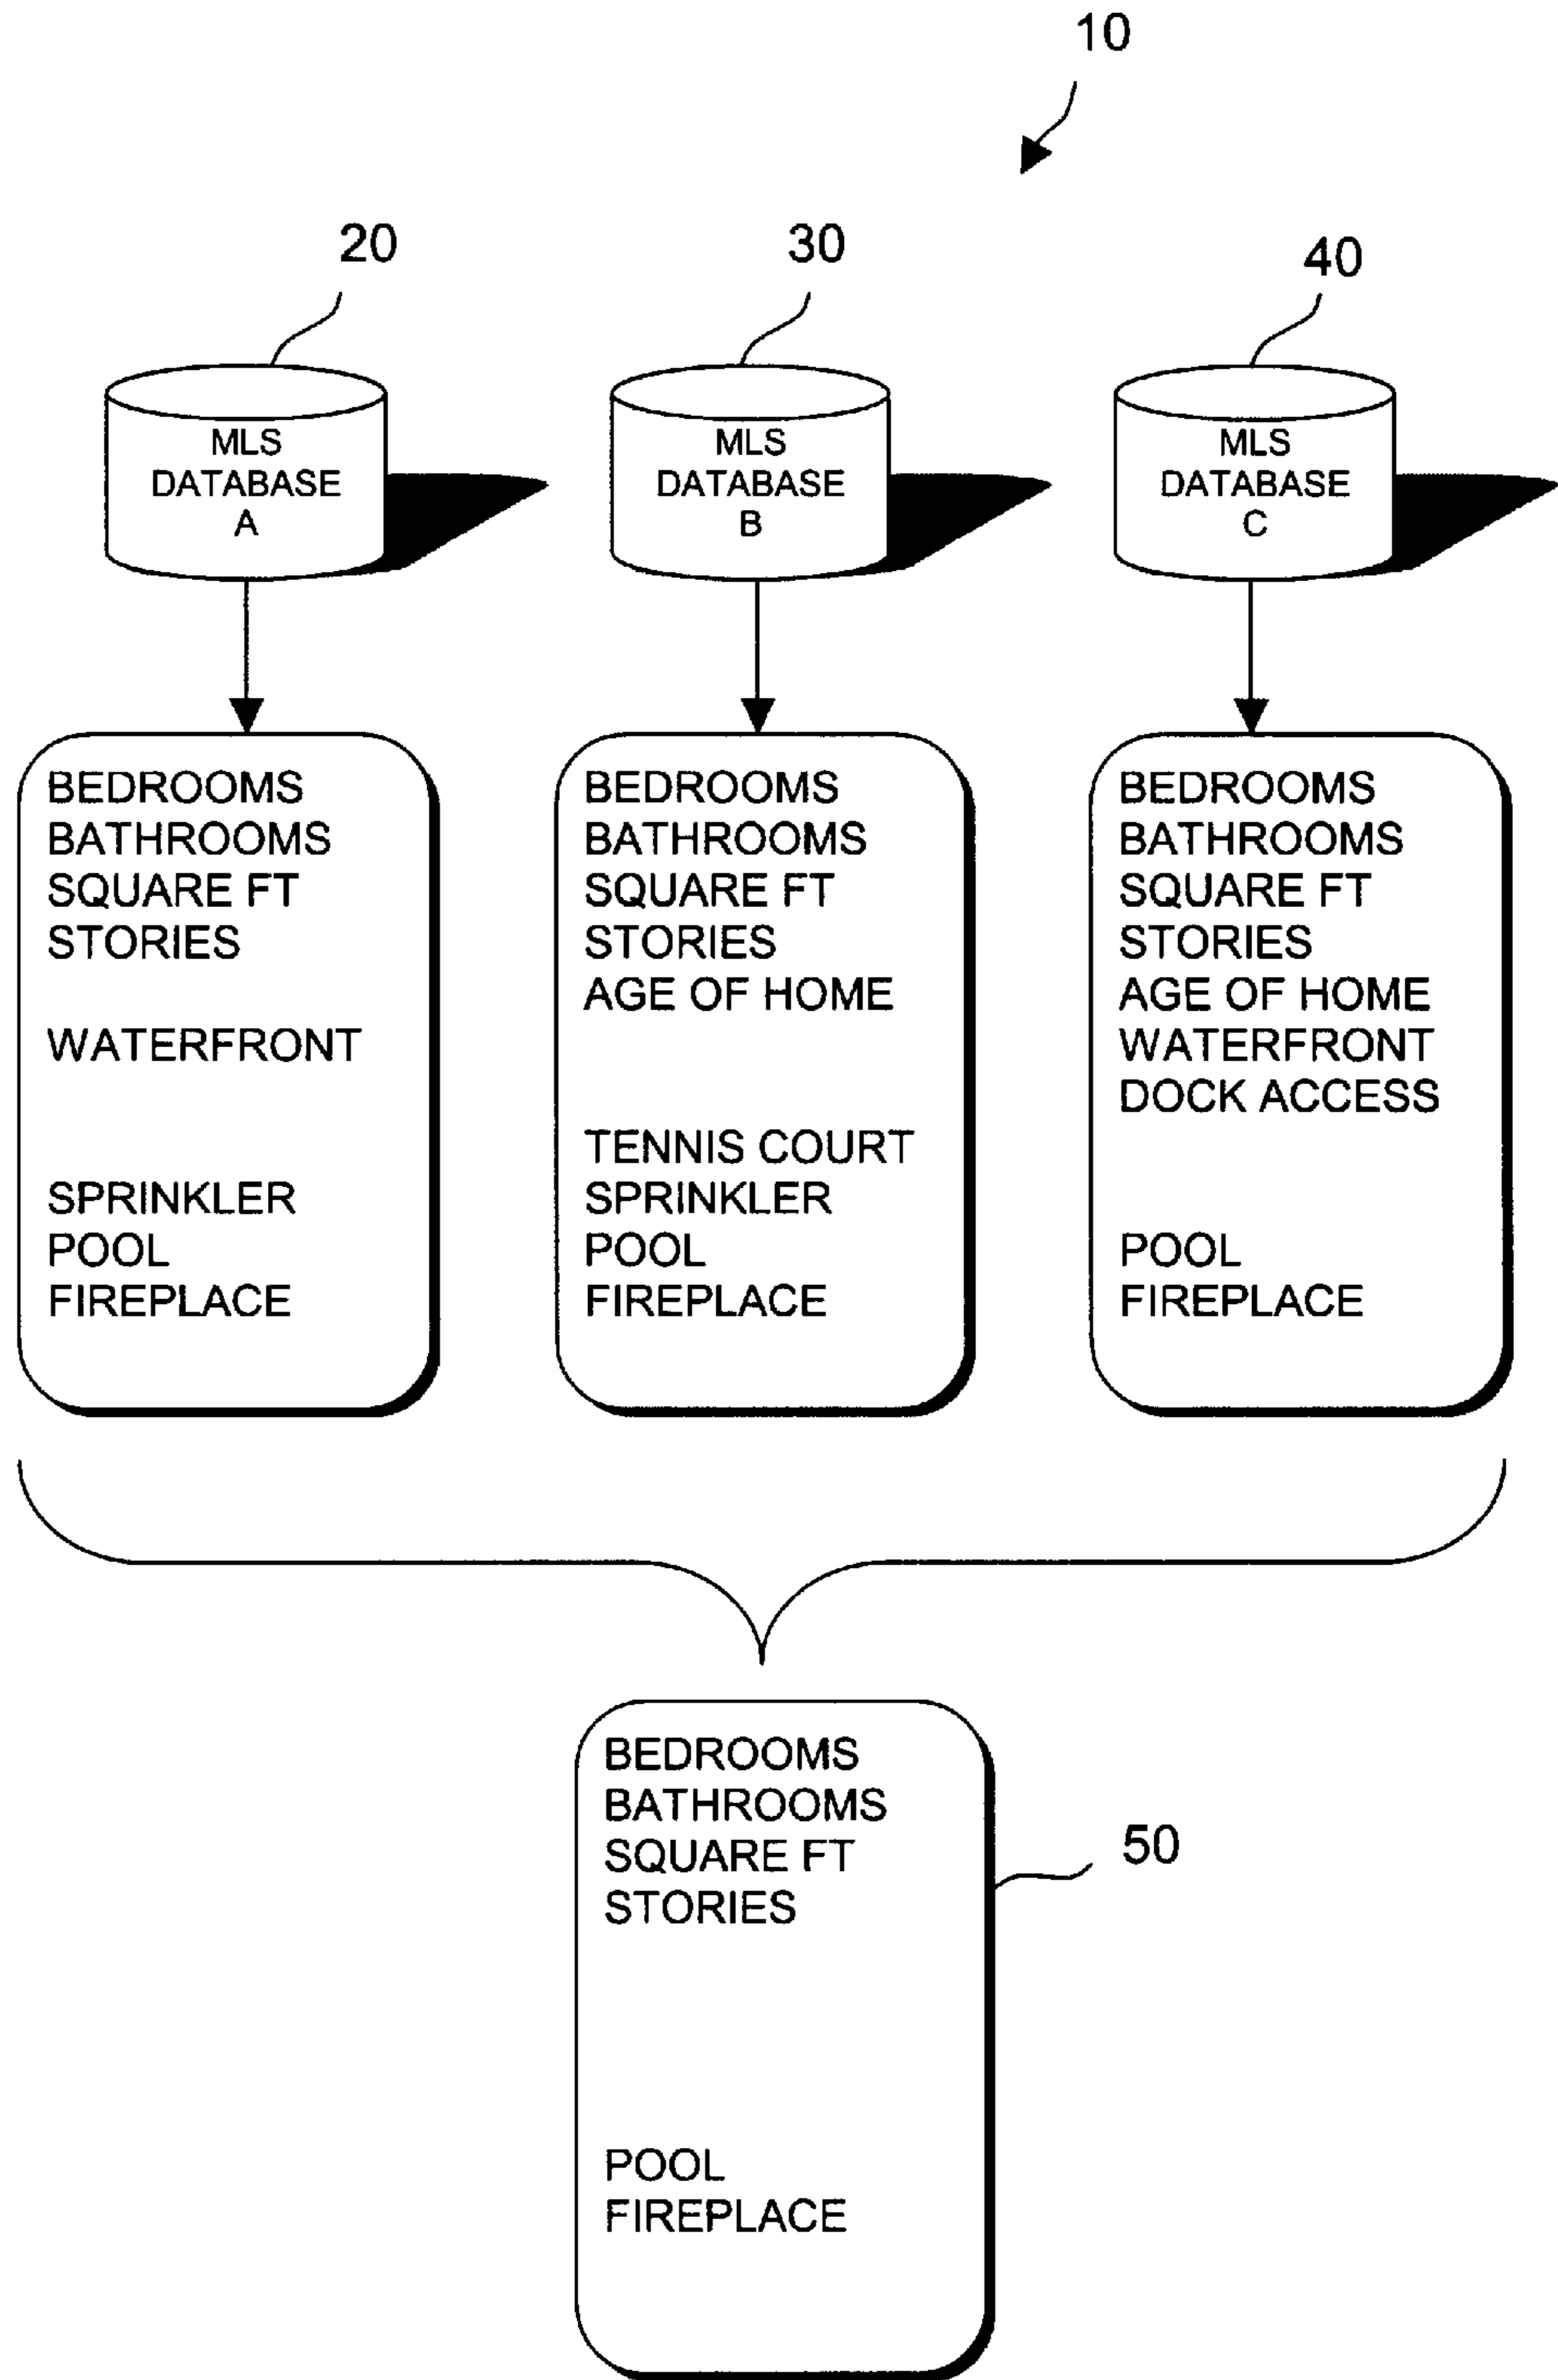 10
20
30
40
MLS
DATABASE
A
MLS
DATABASE
B
MLS
DATABASE
C
BEDROOMS
BATHROOMS
SQUARE FT
STORIES
WATERFRONT
SPRINKLER
POOL
FIREPLACE
BEDROOMS
BATHROOMS
SQUARE FT
STORIES
AGE OF HOME
TENNIS COURT
SPRINKLER
POOL
FIREPLACE
BEDROOMS
BATHROOMS
SQUARE FT
STORIES
AGE OF HOME
WATERFRONT
DOCK ACCESS
POOL
FIREPLACE
BEDROOMS
BATHROOMS
SQUARE FT
STORIES
POOL
FIREPLACE
50